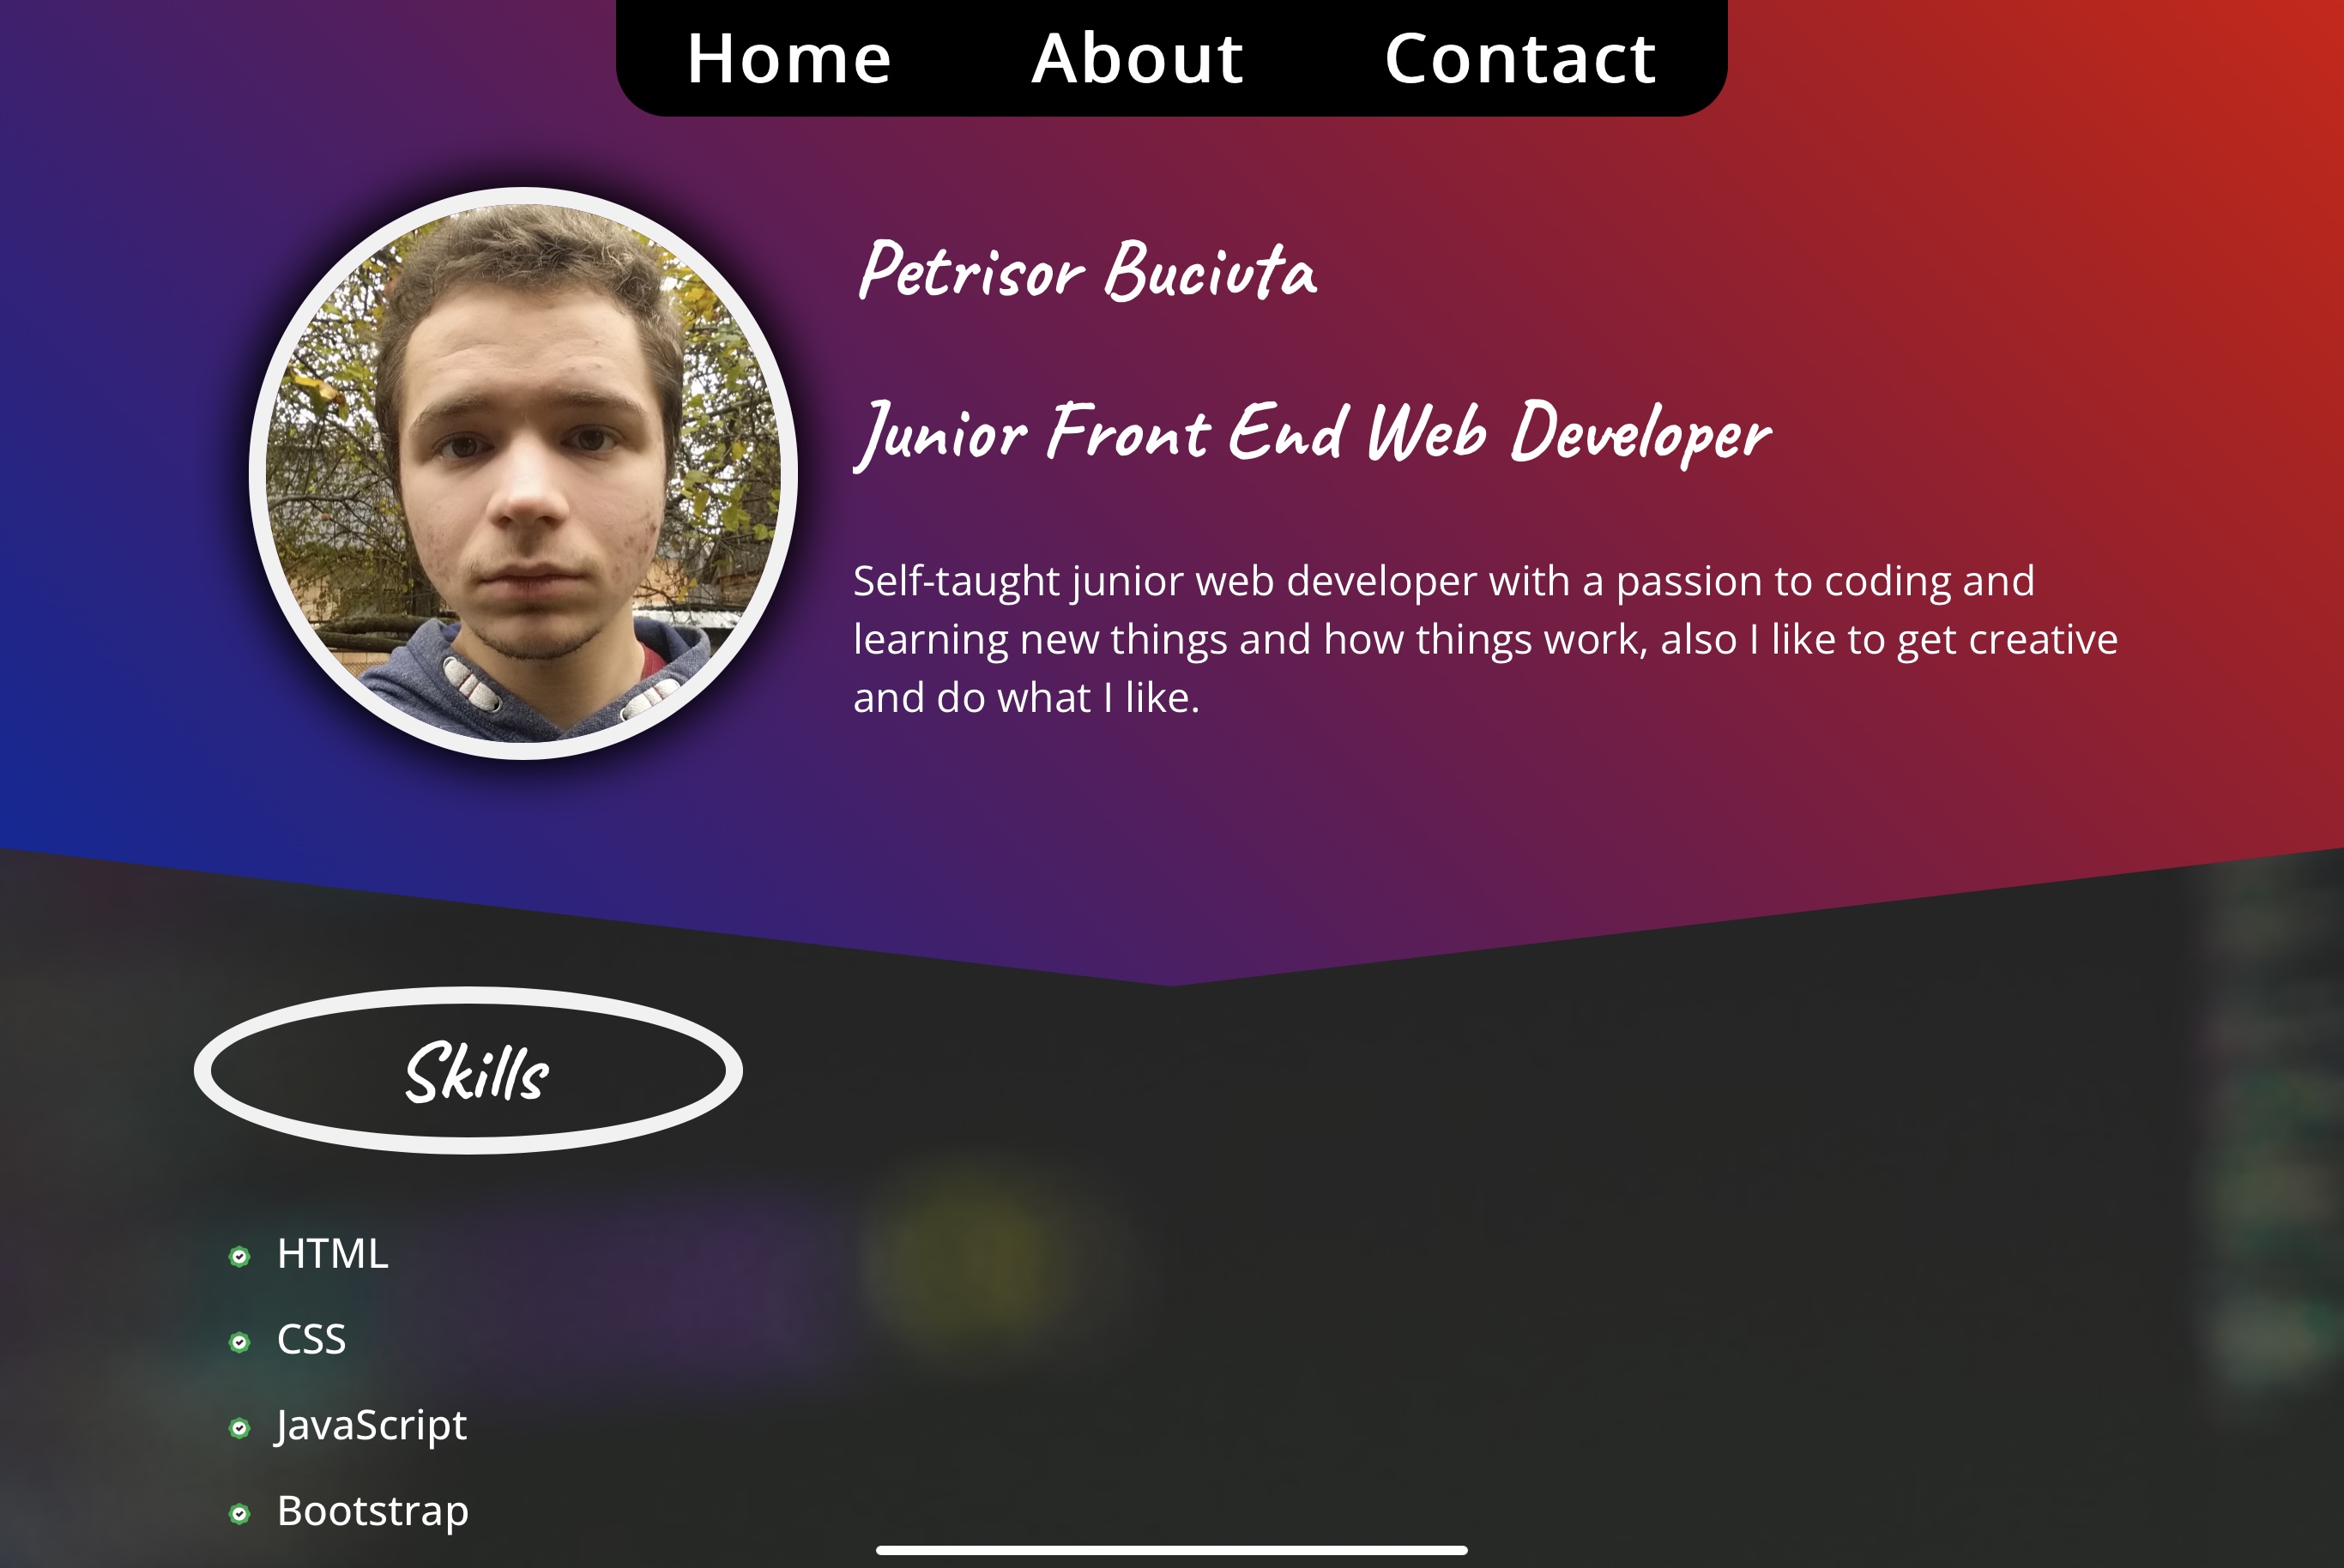 Home About Contact
Petrisor Buciuta
Junior Front End Web Developer
Self-taught junior web developer with a passion to coding and
learning new things and how things work, also I like to get creative
and do what I like.
Skills
HTML
CSS
JavaScript
Bootstrap